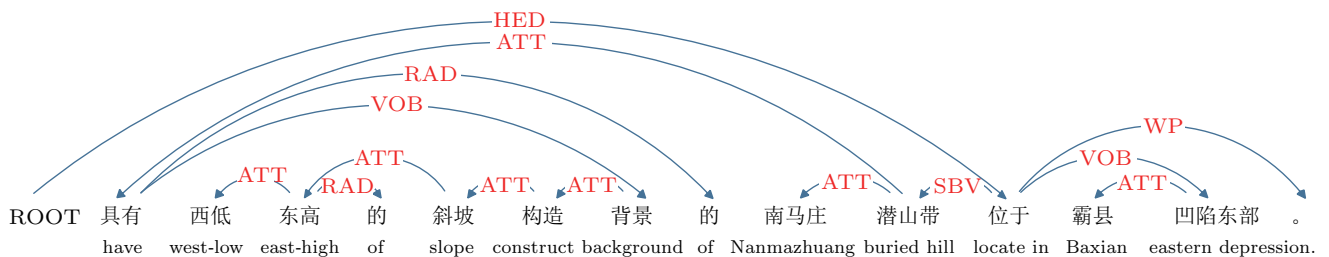 HED
ATT
RAD
VOB
WP
ATT VOB
ATT RAD ATT ATT ATT SBV ATT
ROOT 具有 西低 东高 的 斜坡 构造 背景 的 南马庄 潜山带 位于 霸县 凹陷东部 。
have west-low east-high of slope construct background of Nanmazhuang buried hill locate in Baxian eastern depression.